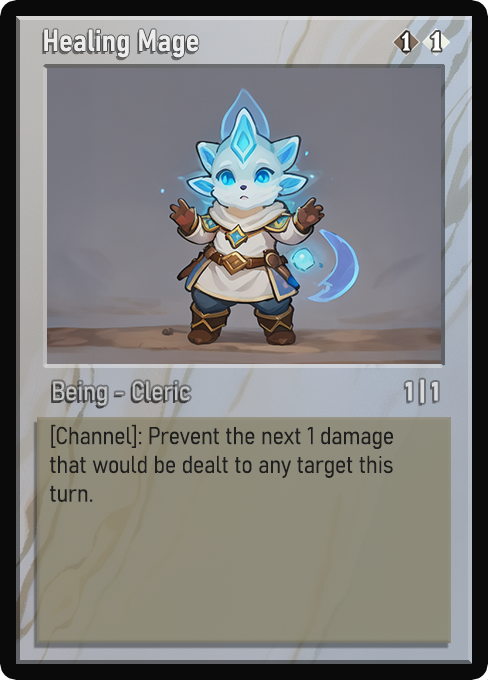 Healing Mage 1 1
Being - Cleric 1|1
[Channel]: Prevent the next 1 damage
that would be dealt to any target this
turn.